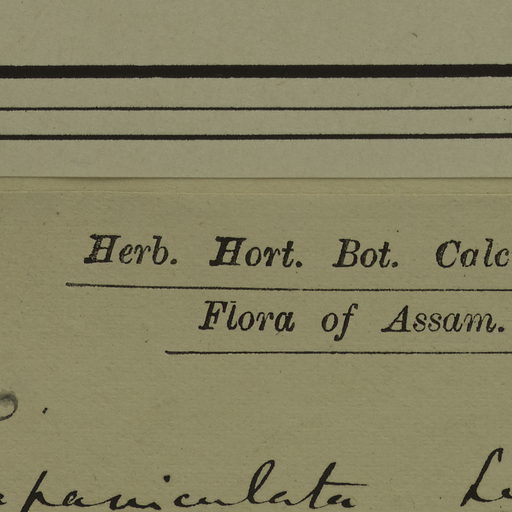 Herb. Hort. Bot. Calc
Flora of Assam.
paniculata